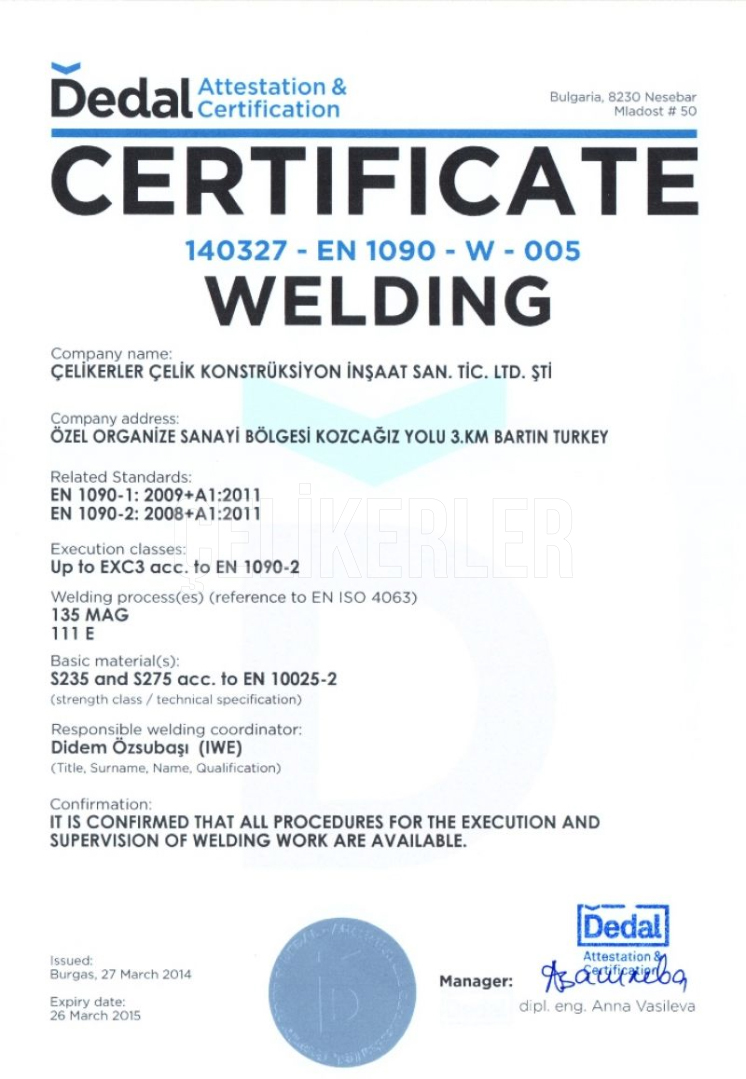 Dedal Attestation &
Certification
Bulgaria, 8230 Nesebar
Mladost # 50
CERTIFICATE
140327 - EN 1090 - W - 005
WELDING
Company name:
ÇELİKERLER ÇELİK KONSTRÜKSİYON İNŞAAT SAN. TİC. LTD. ŞTİ
Company address:
ÖZEL ORGANİZE SANAYİ BÖLGESİ KOZCAĞIZ YOLU 3.KM BARTIN TURKEY
Related Standards:
EN 1090-1: 2009+A1:2011
EN 1090-2: 2008+A1:2011
ÇELİKERLER
Execution classes:
Up to EXC3 acc. to EN 1090-2
Welding process(es) (reference to EN ISO 4063)
135 MAG
111 E
Basic material(s):
S235 and S275 acc. to EN 10025-2
(strength class / technical specification)
Responsible welding coordinator:
Didem Özsubaşı (IWE)
(Title, Surname, Name, Qualification)
Confirmation:
IT IS CONFIRMED THAT ALL PROCEDURES FOR THE EXECUTION AND
SUPERVISION OF WELDING WORK ARE AVAILABLE.
Issued:
Burgas, 27 March 2014
Expiry date:
26 March 2015
Dedal
Attestation &
Certification
Manager:
dipl. eng. Anna Vasileva